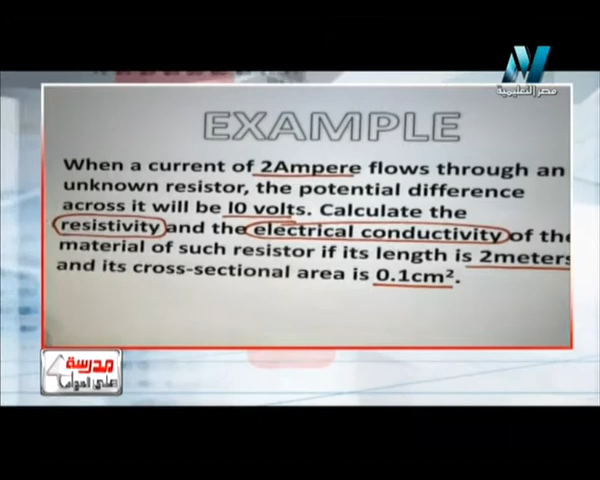 مصر التعليمية
EXAMPLE
When a current of 2Ampere flows through an
unknown resistor, the potential difference
across it will be 10 volts. Calculate the
resistivity and the electrical conductivity of the
material of such resistor if its length is 2meters
and its cross-sectional area is 0.1cm².
مدرسة
على الهواء